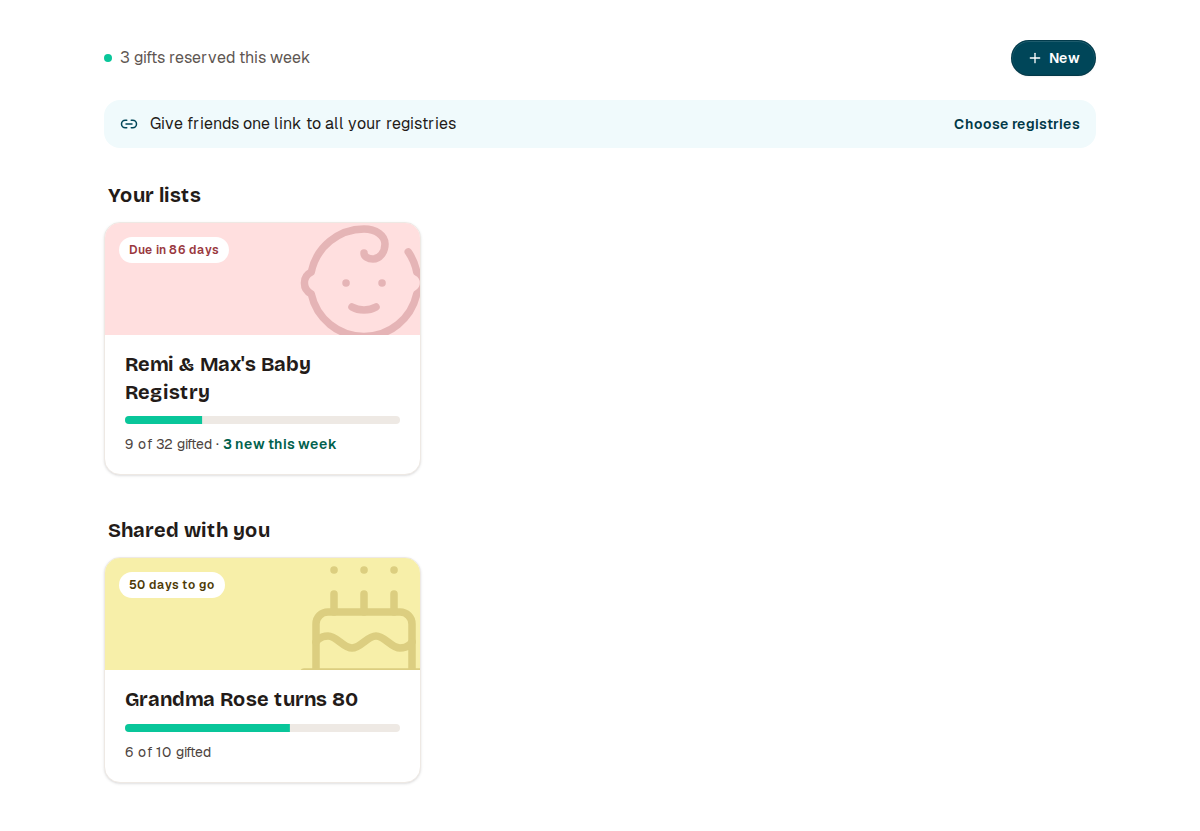 3 gifts reserved this week
New
Give friends one link to all your registries
Choose registries
Your lists
Due in 86 days
Remi & Max's Baby
Registry
9 of 32 gifted · 3 new this week
Shared with you
50 days to go
Grandma Rose turns 80
6 of 10 gifted